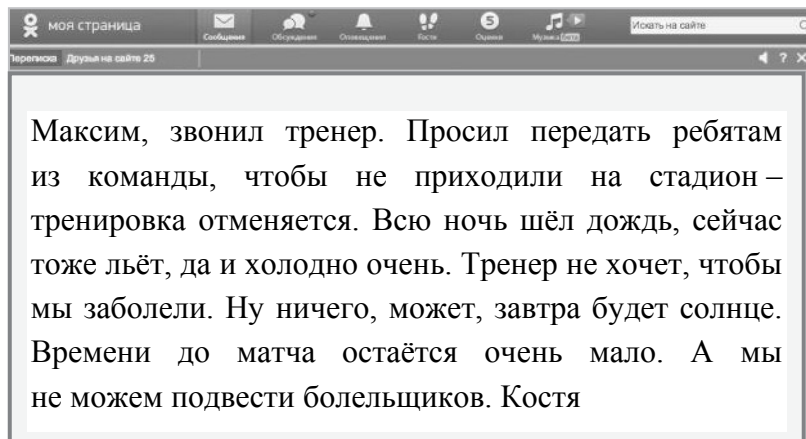 моя страница
Сообщения Обсуждения Оповещения Гости Оценки Музыка beta Искать на сайте
Переписка Друзья на сайте 25
Максим, звонил тренер. Просил передать ребятам
из команды, чтобы не приходили на стадион –
тренировка отменяется. Всю ночь шёл дождь, сейчас
тоже льёт, да и холодно очень. Тренер не хочет, чтобы
мы заболели. Ну ничего, может, завтра будет солнце.
Времени до матча остаётся очень мало. А мы
не можем подвести болельщиков. Костя